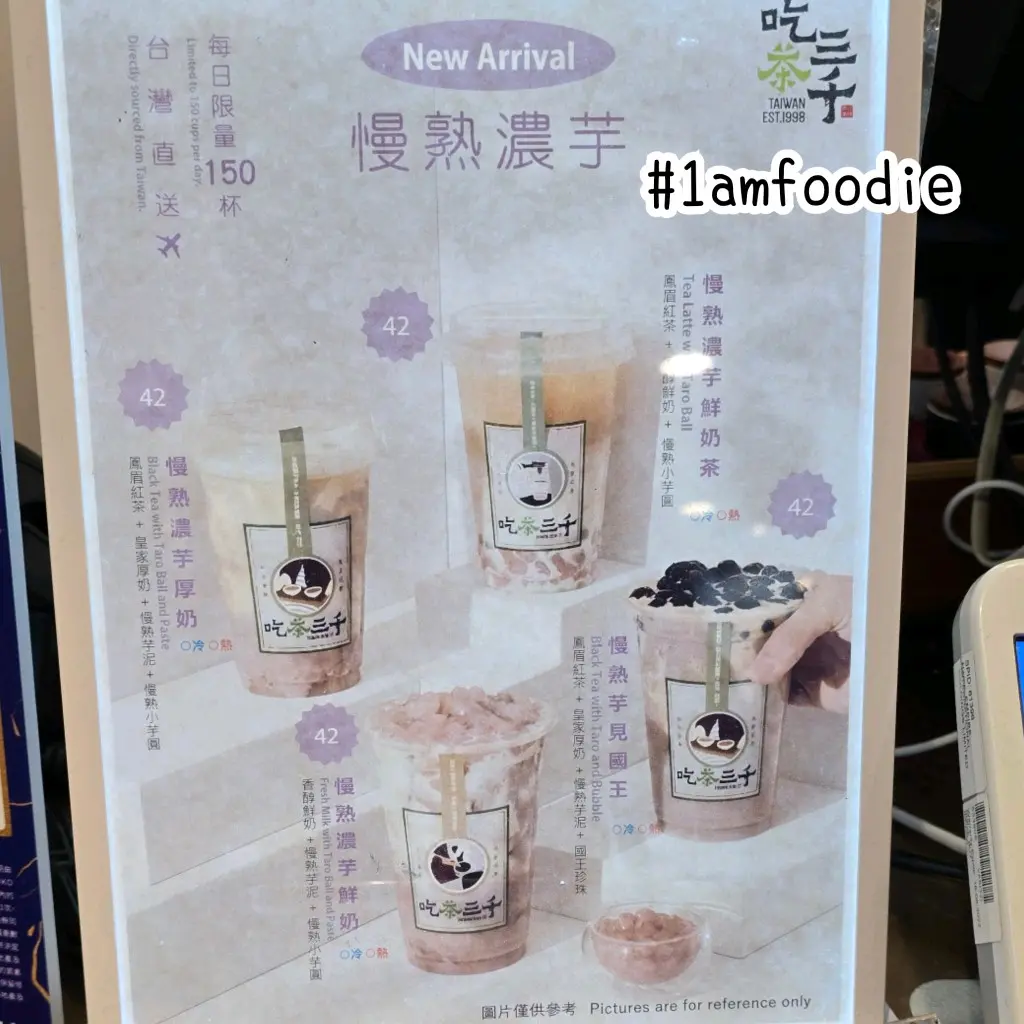 New Arrival
慢熟濃芋
吃茶三千
TAIWAN
EST.1998
#1amfoodie
每日限量150杯
Limited to 150 cups per day.
台灣直送
Directly sourced from Taiwan.
42
慢熟濃芋鮮奶茶
Tea Latte w Taro Ball
鳳眉紅茶 + 醇鮮奶 + 慢熟小芋圓
冷 熱
42
慢熟濃芋厚奶
Black Tea with Taro Ball and Paste
鳳眉紅茶 + 皇家厚奶 + 慢熟芋泥 + 慢熟小芋圓
冷 熱
42
慢熟芋見國王
Black Tea with Taro and Bubble
鳳眉紅茶 + 皇家厚奶 + 慢熟芋泥 + 國王珍珠
冷 熱
42
慢熟濃芋鮮奶
Fresh Milk with Taro Ball and Paste
香醇鮮奶 + 慢熟芋泥 + 慢熟小芋圓
冷 熱
吃茶三千
吃茶三千
吃茶三千
吃茶三千
圖片僅供參考 Pictures are for reference only